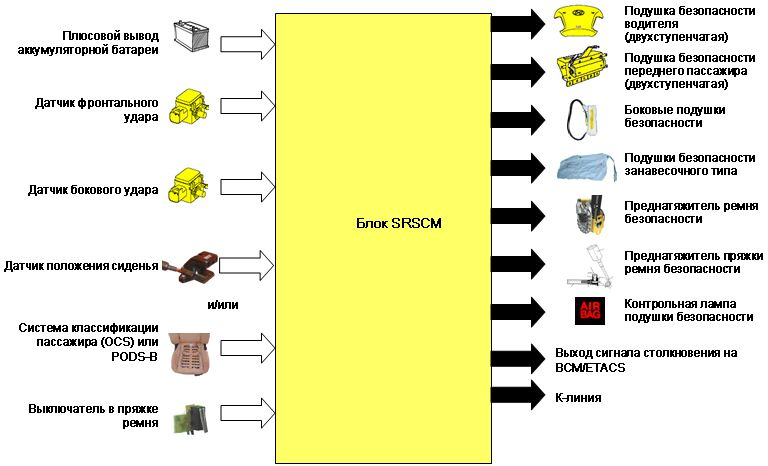 Плюсовой вывод
аккумуляторной батареи
Датчик фронтального
удара
Датчик бокового удара
Датчик положения сиденья
и/или
Система классификации
пассажира (OCS) или
PODS-B
Выключатель в пряжке
ремня
Блок SRSCM
Подушка безопасности
водителя
(двухступенчатая)
Подушка безопасности
переднего пассажира
(двухступенчатая)
Боковые подушки
безопасности
Подушки безопасности
занавесочного типа
Преднатяжитель ремня
безопасности
Преднатяжитель пряжки
ремня безопасности
AIR
BAG
Контрольная лампа
подушки безопасности
Выход сигнала столкновения на
BCM/ETACS
К-линия